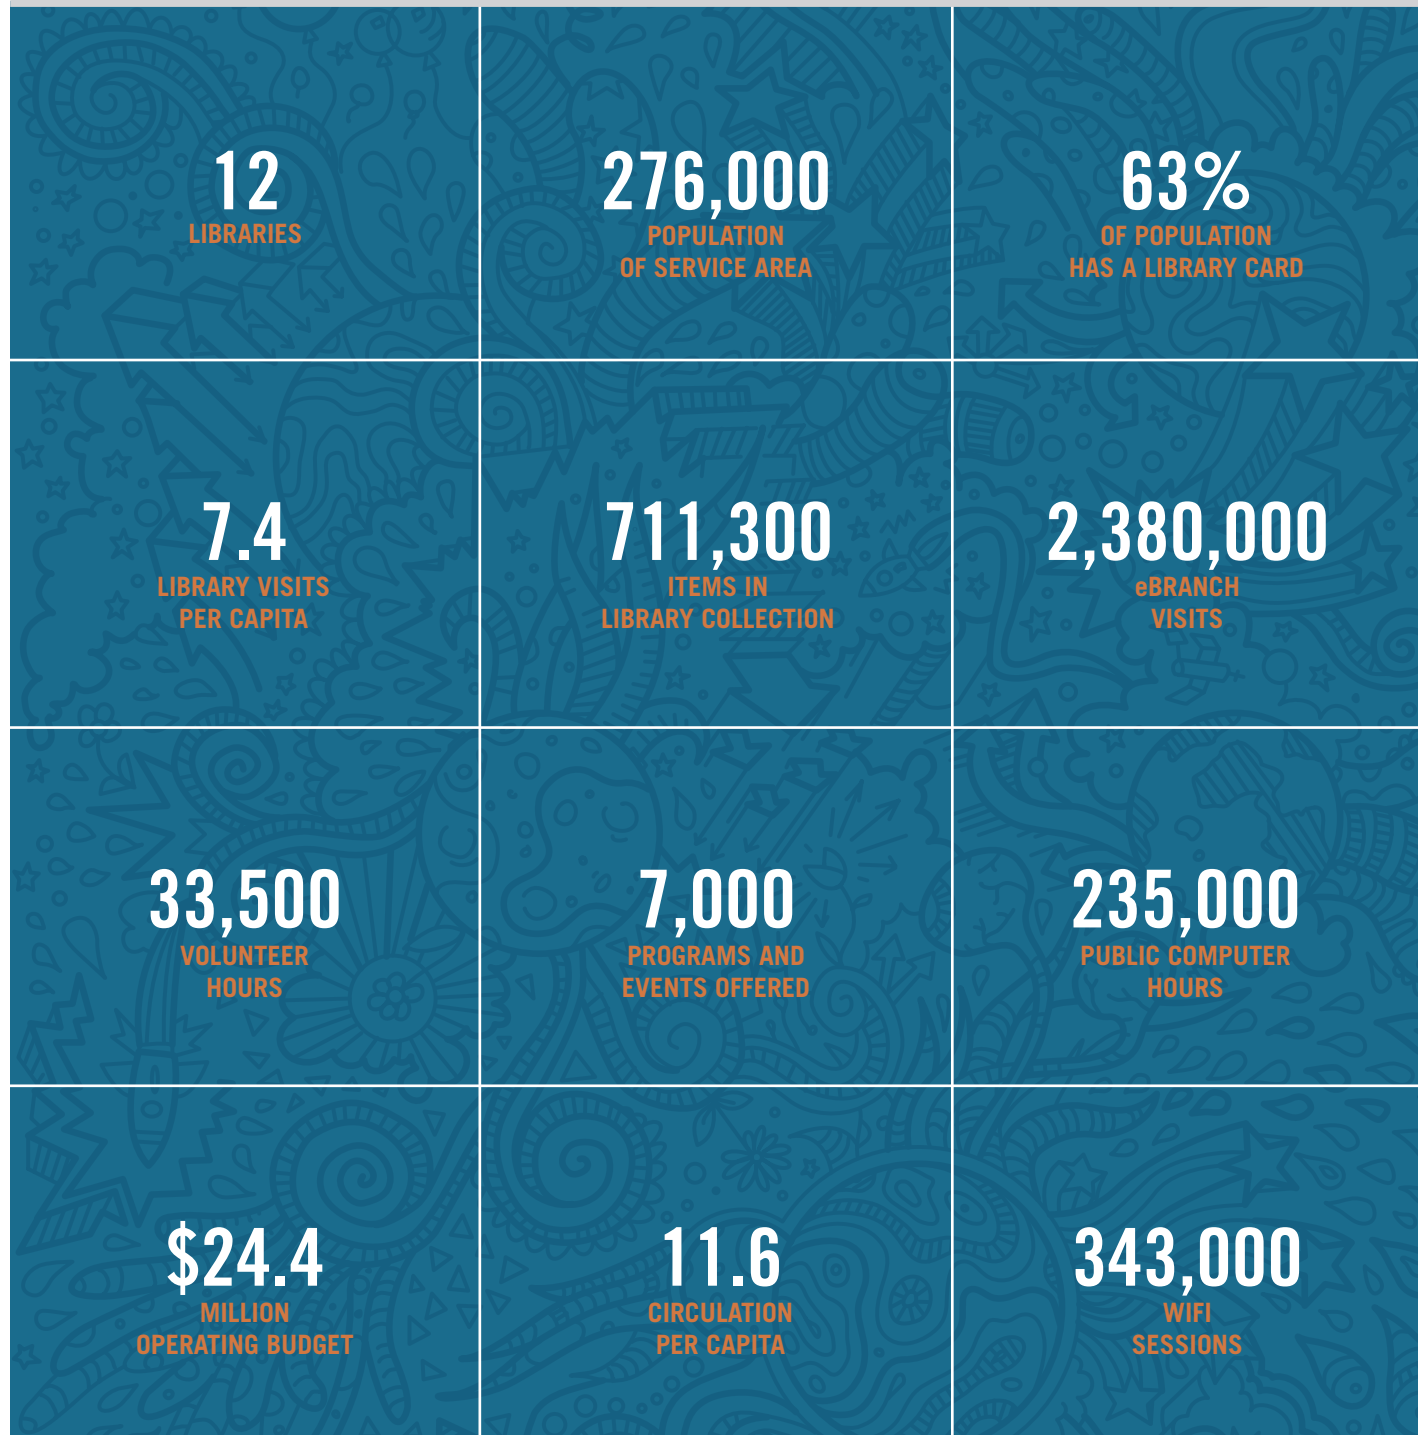 12
LIBRARIES
276,000
POPULATION
OF SERVICE AREA
63%
OF POPULATION
HAS A LIBRARY CARD
7.4
LIBRARY VISITS
PER CAPITA
711,300
ITEMS IN
LIBRARY COLLECTION
2,380,000
eBRANCH
VISITS
33,500
VOLUNTEER
HOURS
7,000
PROGRAMS AND
EVENTS OFFERED
235,000
PUBLIC COMPUTER
HOURS
$24.4
MILLION
OPERATING BUDGET
11.6
CIRCULATION
PER CAPITA
343,000
WIFI
SESSIONS